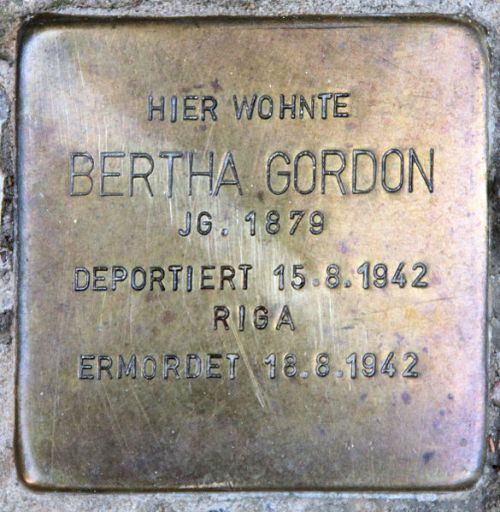 HIER WOHNTE
BERTHA GORDON
JG. 1879
DEPORTIERT 15.8.1942
RIGA
ERMORDET 18.8.1942